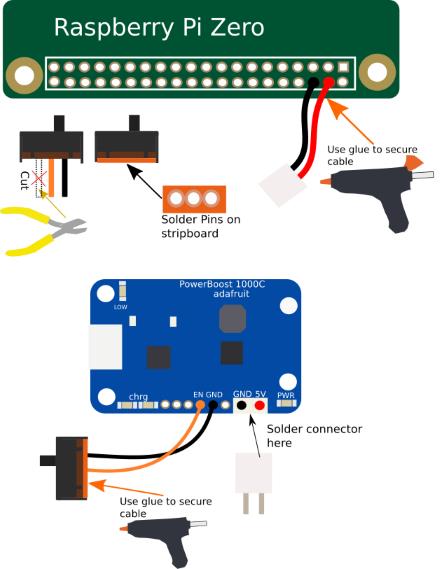 Raspberry Pi Zero
Use glue to secure
cable
Cut
Solder Pins on
stripboard
PowerBoost 1000C
adafruit
LOW
chrg
EN GND
GND 5V
PWR
Solder connector
here
Use glue to secure
cable